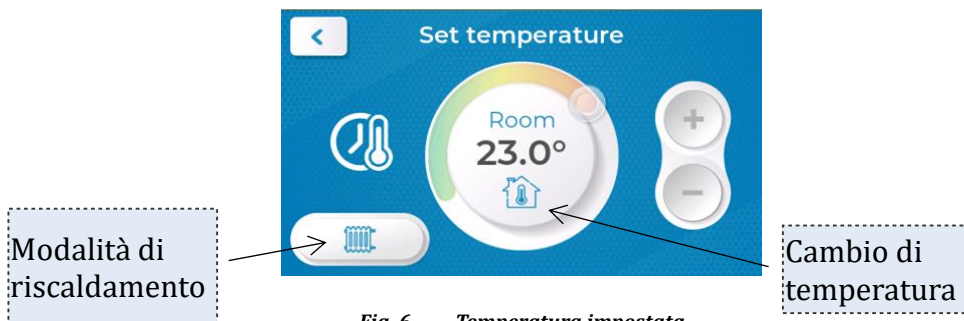 Set temperature
Room
23.0°
+
−
Modalità di
riscaldamento
Cambio di
temperatura
Fig. 6 Temperatura impostata